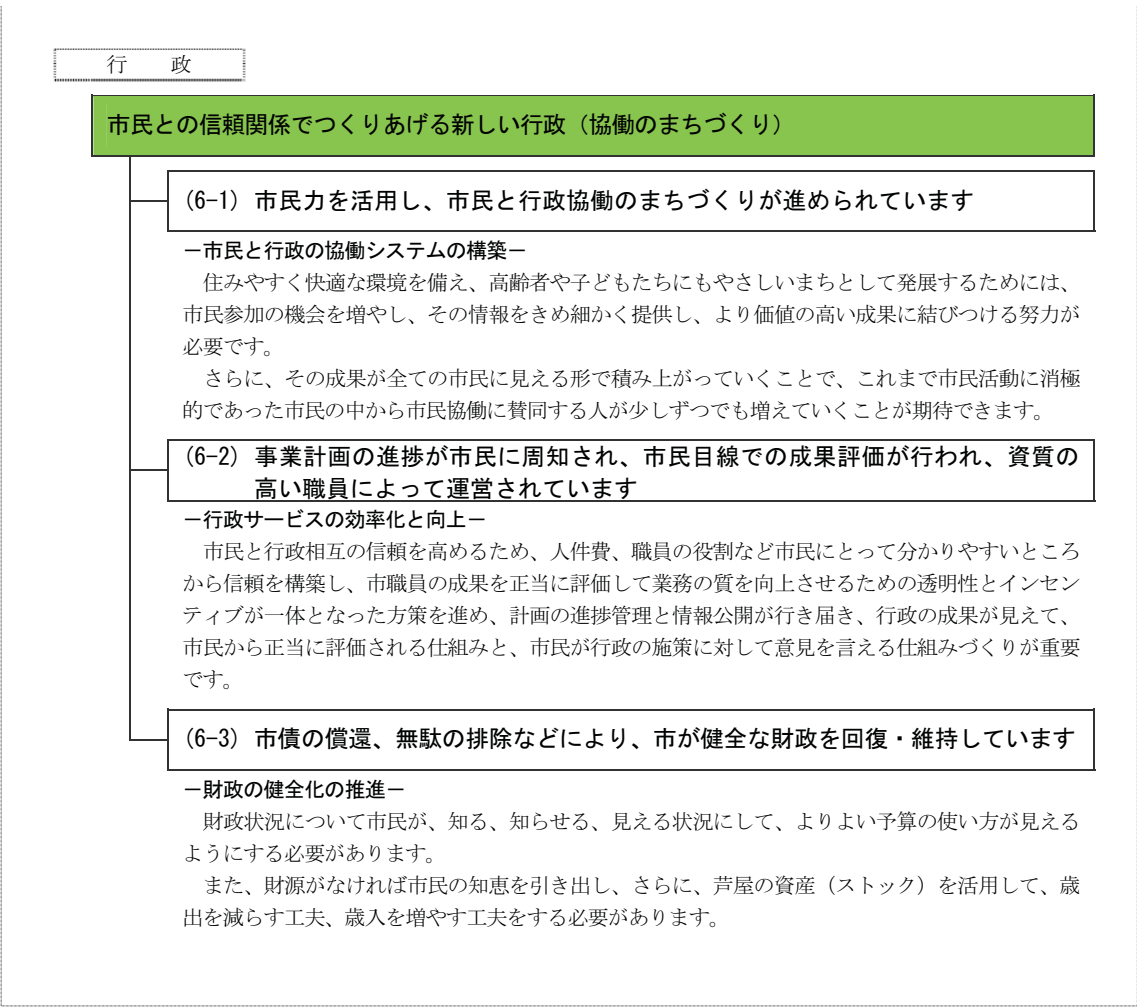 行　政
市民との信頼関係でつくりあげる新しい行政（協働のまちづくり）
(6-1) 市民力を活用し、市民と行政協働のまちづくりが進められています
－市民と行政の協働システムの構築－
　住みやすく快適な環境を備え、高齢者や子どもたちにもやさしいまちとして発展するためには、
市民参加の機会を増やし、その情報をきめ細かく提供し、より価値の高い成果に結びつける努力が
必要です。
　さらに、その成果が全ての市民に見える形で積み上がっていくことで、これまで市民活動に消極
的であった市民の中から市民協働に賛同する人が少しずつでも増えていくことが期待できます。
(6-2) 事業計画の進捗が市民に周知され、市民目線での成果評価が行われ、資質の
高い職員によって運営されています
－行政サービスの効率化と向上－
　市民と行政相互の信頼を高めるため、人件費、職員の役割など市民にとって分かりやすいところ
から信頼を構築し、市職員の成果を正当に評価して業務の質を向上させるための透明性とインセン
ティブが一体となった方策を進め、計画の進捗管理と情報公開が行き届き、行政の成果が見えて、
市民から正当に評価される仕組みと、市民が行政の施策に対して意見を言える仕組みづくりが重要
です。
(6-3) 市債の償還、無駄の排除などにより、市が健全な財政を回復・維持しています
－財政の健全化の推進－
　財政状況について市民が、知る、知らせる、見える状況にして、よりよい予算の使い方が見える
ようにする必要があります。
　また、財源がなければ市民の知恵を引き出し、さらに、芦屋の資産（ストック）を活用して、歳
出を減らす工夫、歳入を増やす工夫をする必要があります。